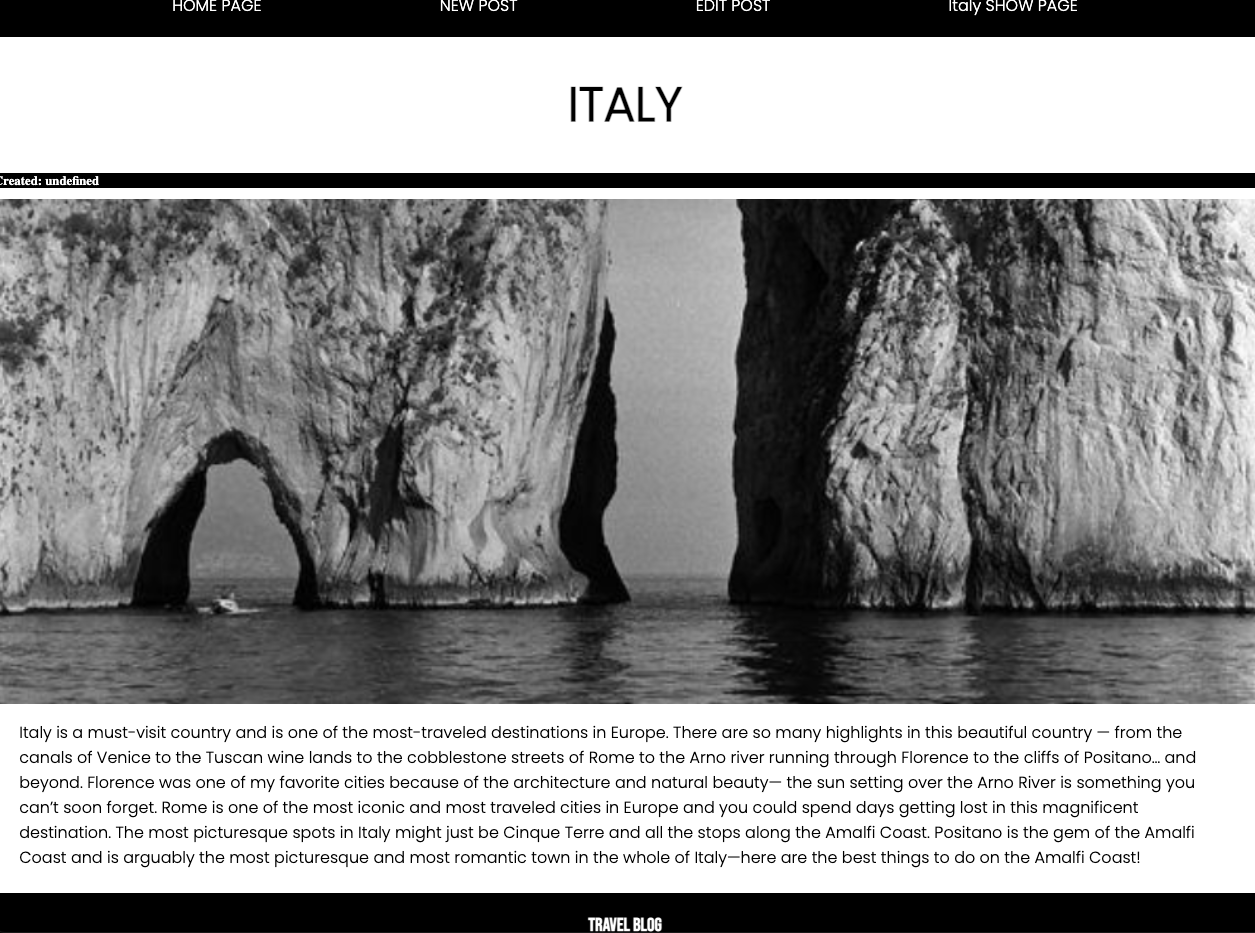 HOME PAGE NEW POST EDIT POST Italy SHOW PAGE
ITALY
Created: undefined
Italy is a must-visit country and is one of the most-traveled destinations in Europe. There are so many highlights in this beautiful country — from the
canals of Venice to the Tuscan wine lands to the cobblestone streets of Rome to the Arno river running through Florence to the cliffs of Positano… and
beyond. Florence was one of my favorite cities because of the architecture and natural beauty— the sun setting over the Arno River is something you
can’t soon forget. Rome is one of the most iconic and most traveled cities in Europe and you could spend days getting lost in this magnificent
destination. The most picturesque spots in Italy might just be Cinque Terre and all the stops along the Amalfi Coast. Positano is the gem of the Amalfi
Coast and is arguably the most picturesque and most romantic town in the whole of Italy—here are the best things to do on the Amalfi Coast!
TRAVEL BLOG